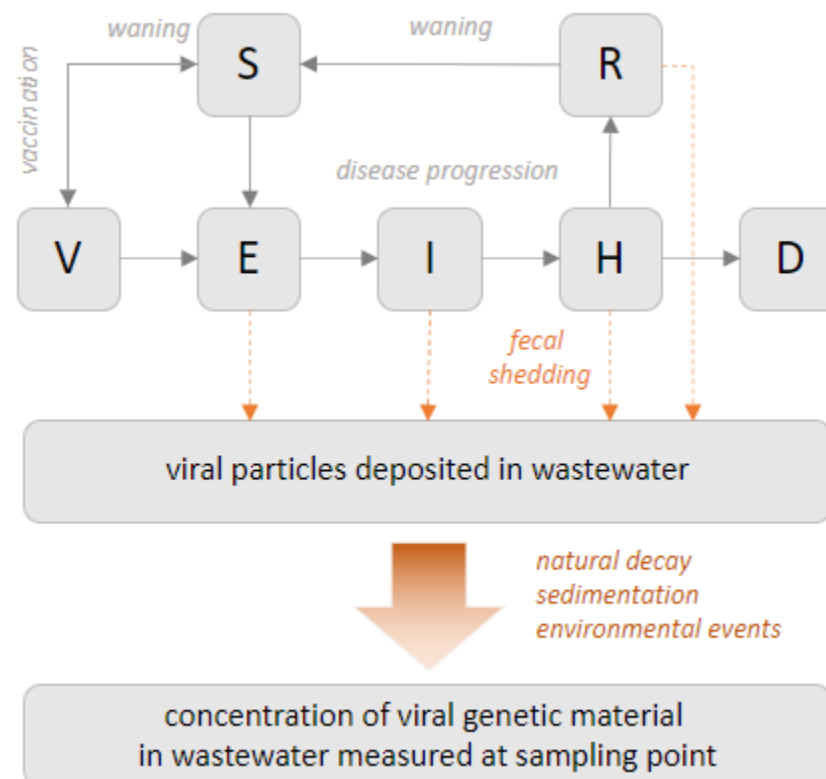 waning
waning
vaccination
S
R
disease progression
V
E
I
H
D
fecal
shedding
viral particles deposited in wastewater
natural decay
sedimentation
environmental events
concentration of viral genetic material
in wastewater measured at sampling point